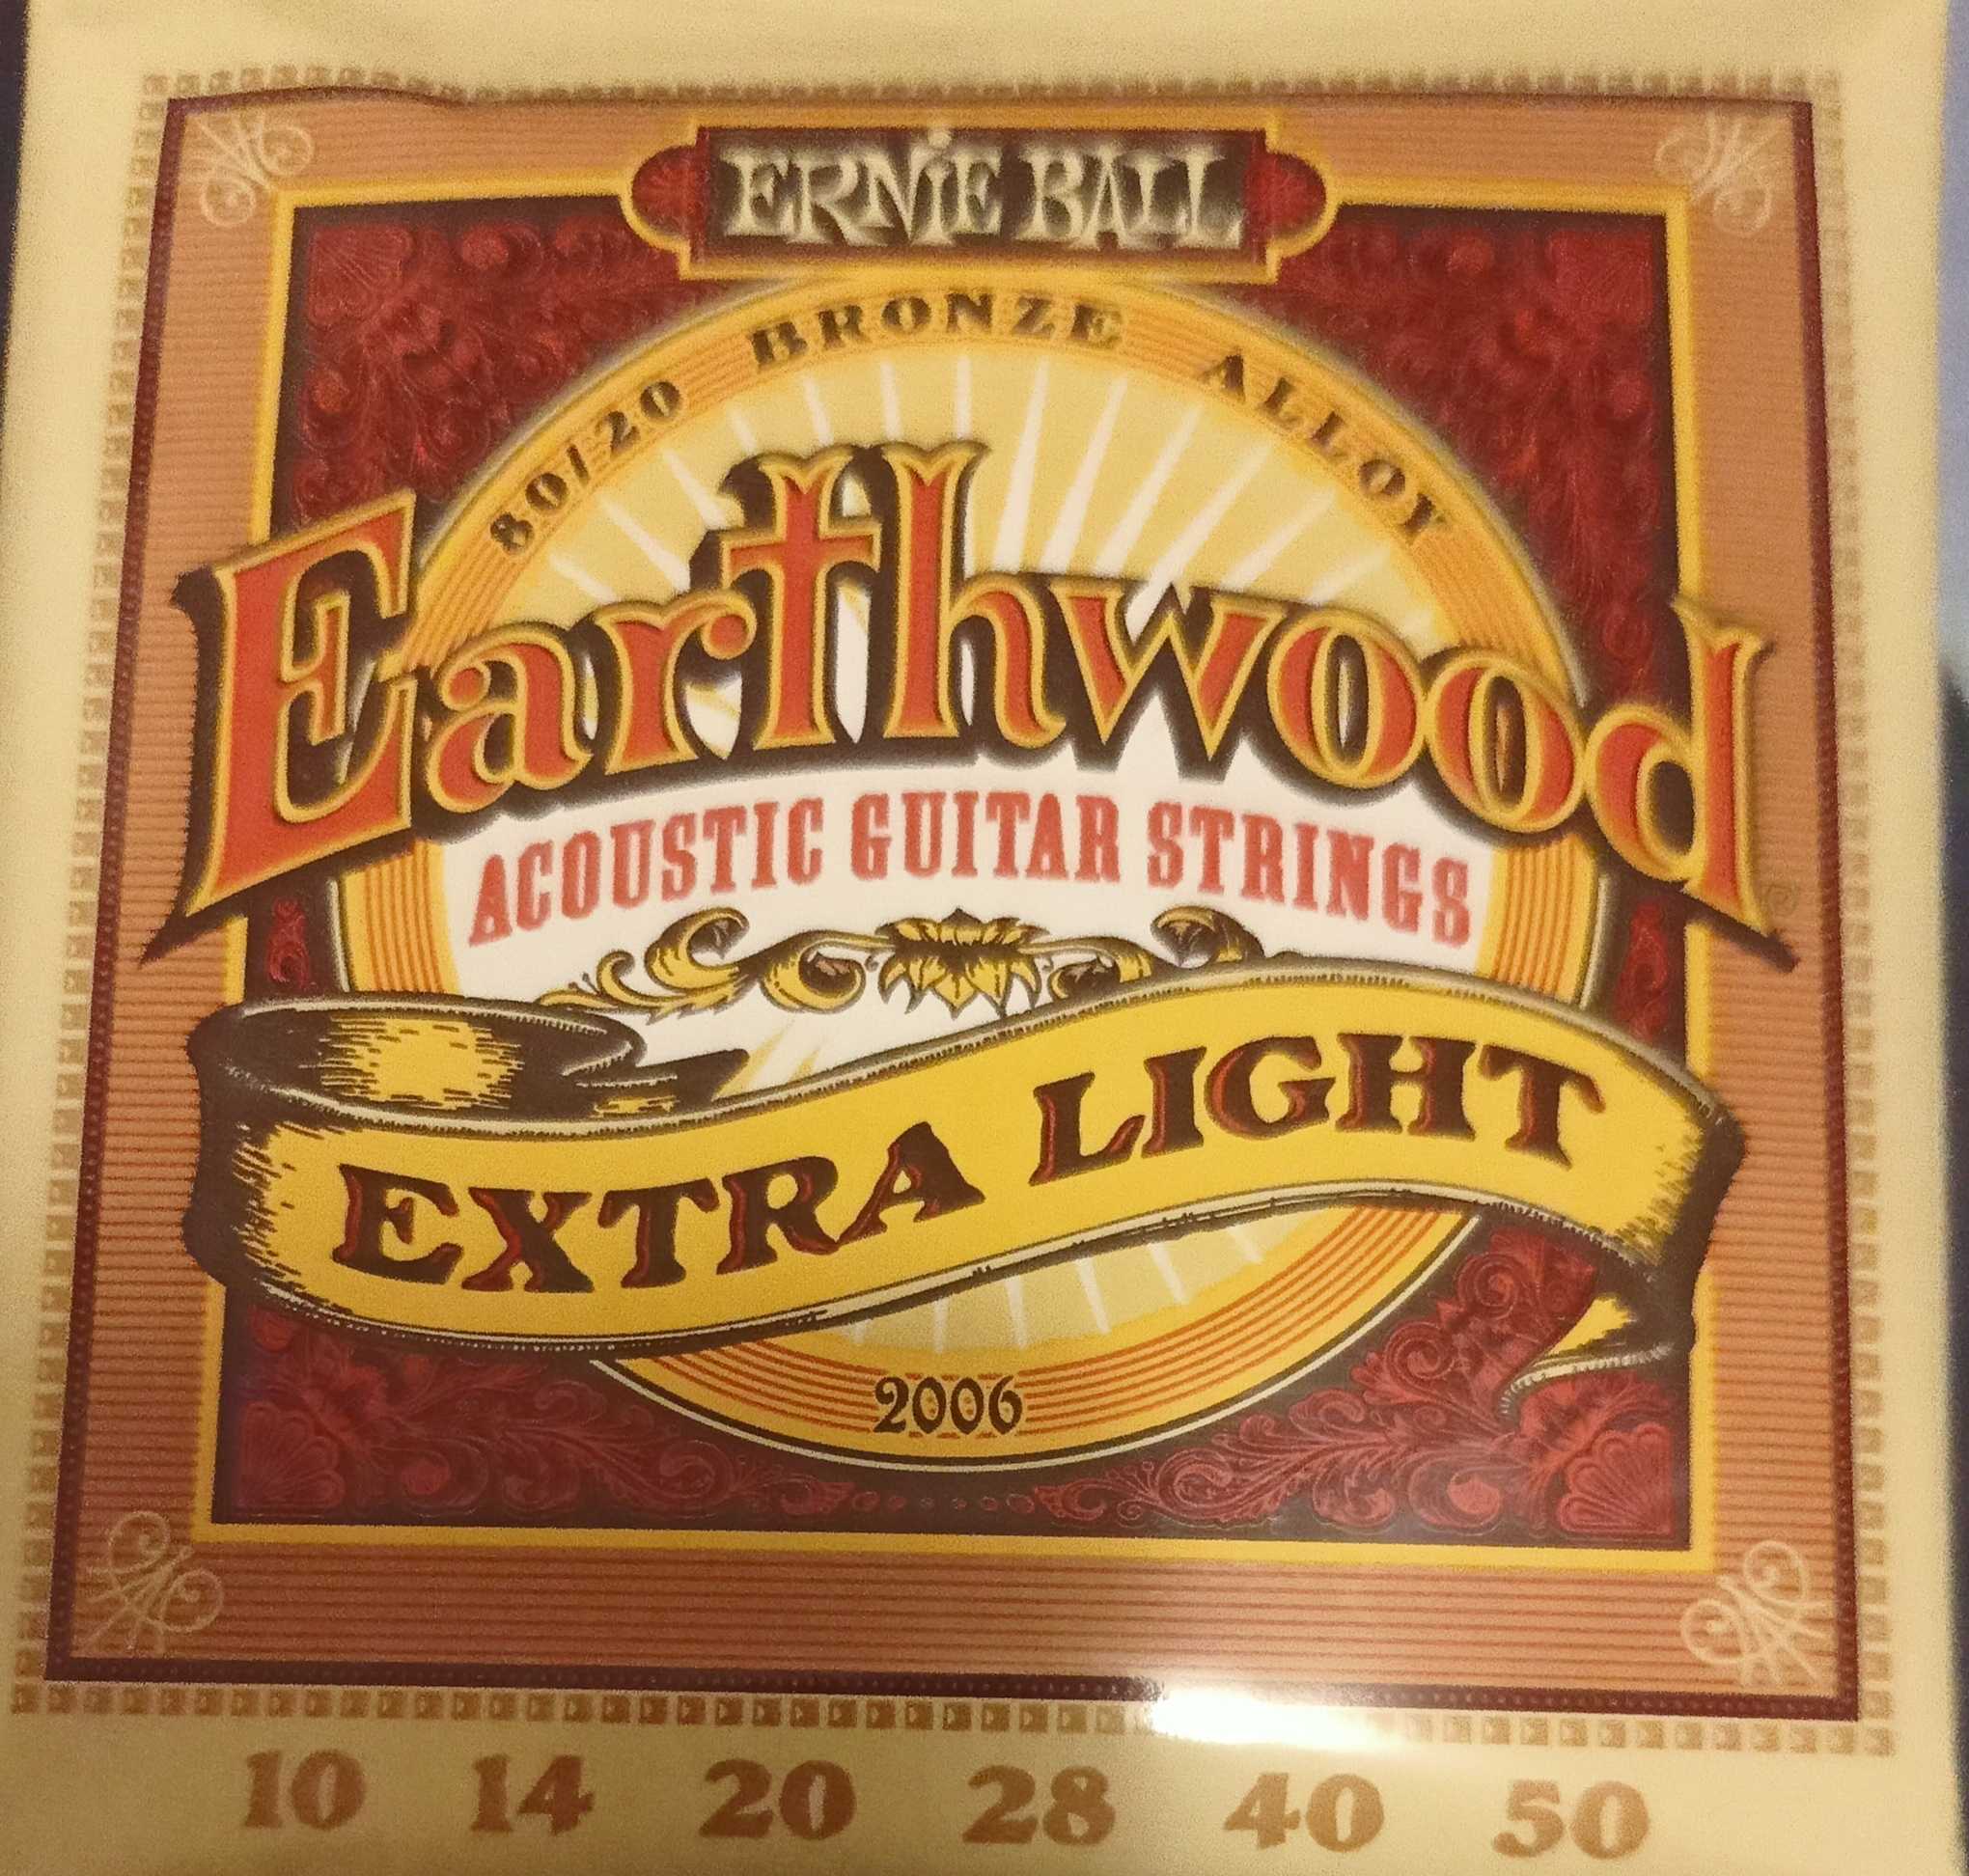 ERNiE BALL
80/20 BRONZE ALLOY
Earthwood
®
ACOUSTIC GUITAR STRINGS
EXTRA LIGHT
2006
10 14 20 28 40 50